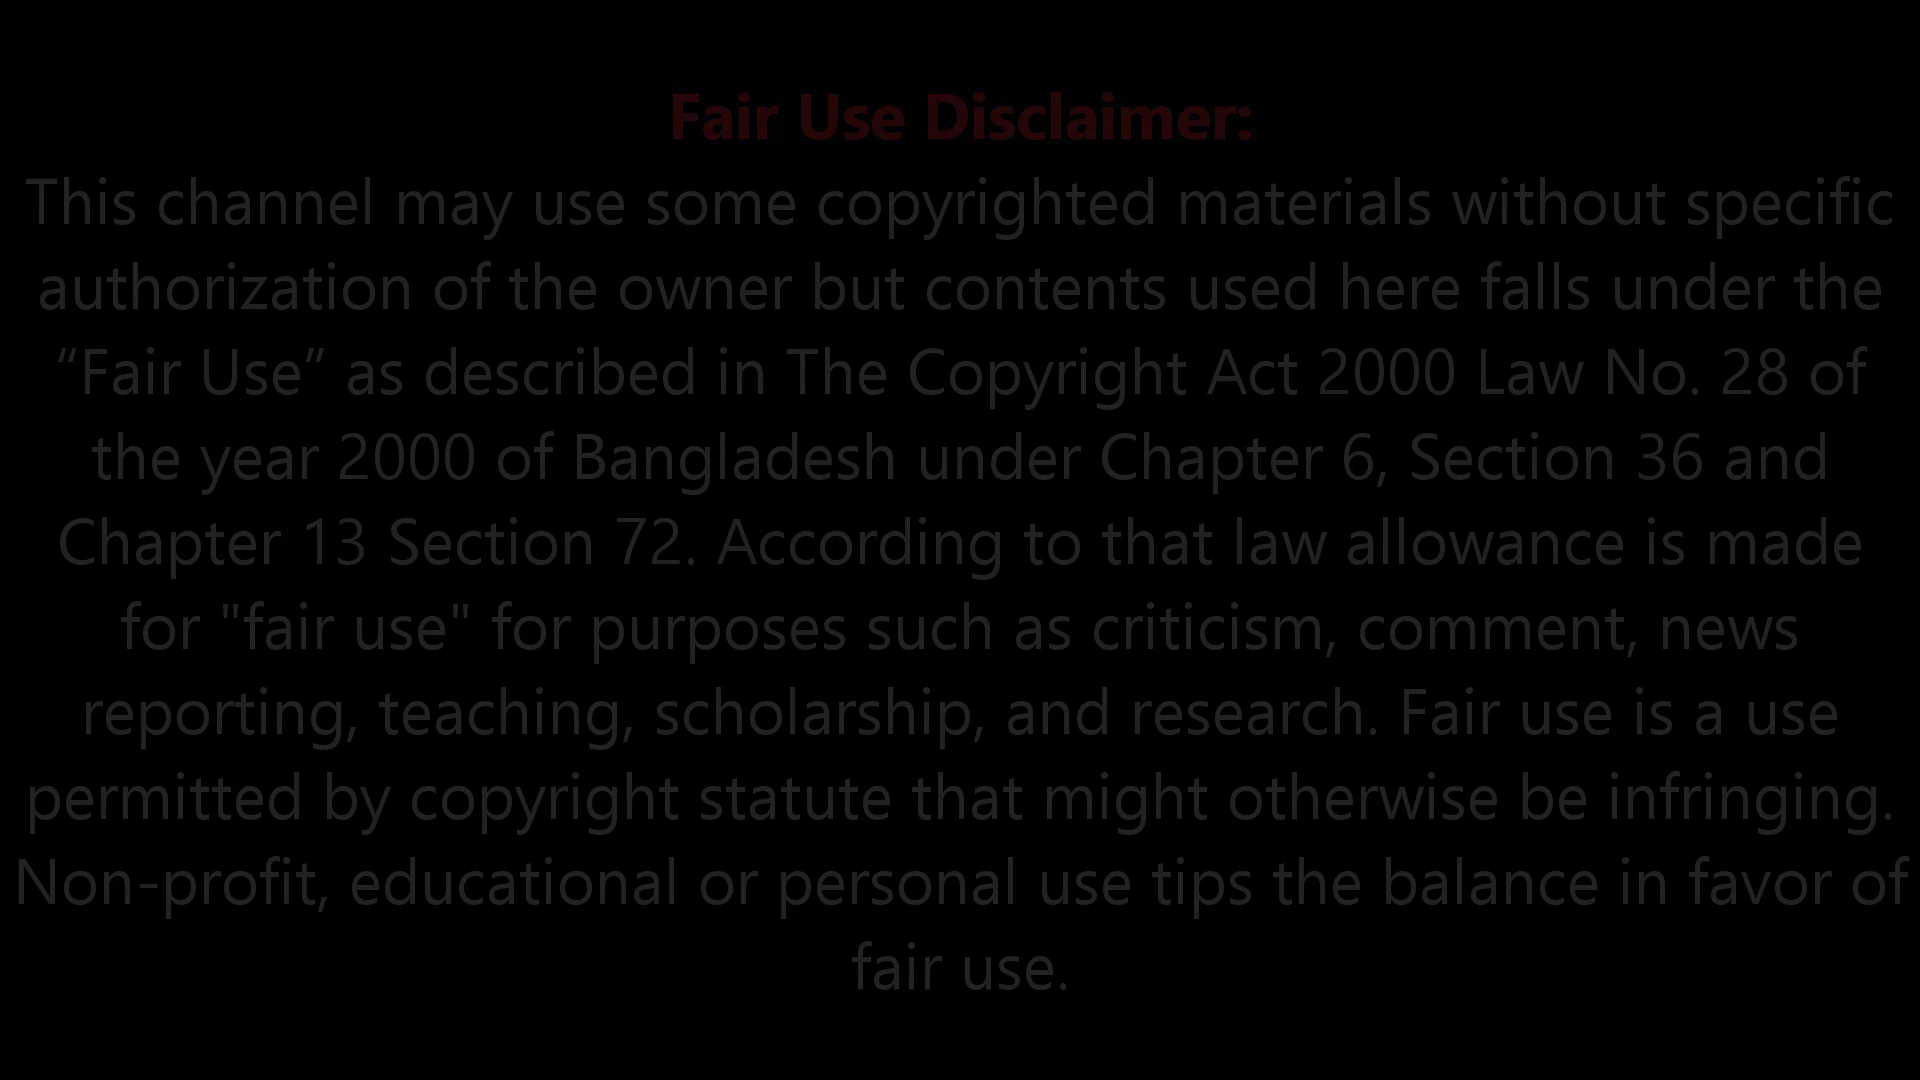 Fair Use Disclaimer:
This channel may use some copyrighted materials without specific
authorization of the owner but contents used here falls under the
“Fair Use” as described in The Copyright Act 2000 Law No. 28 of
the year 2000 of Bangladesh under Chapter 6, Section 36 and
Chapter 13 Section 72. According to that law allowance is made
for "fair use" for purposes such as criticism, comment, news
reporting, teaching, scholarship, and research. Fair use is a use
permitted by copyright statute that might otherwise be infringing.
Non-profit, educational or personal use tips the balance in favor of
fair use.